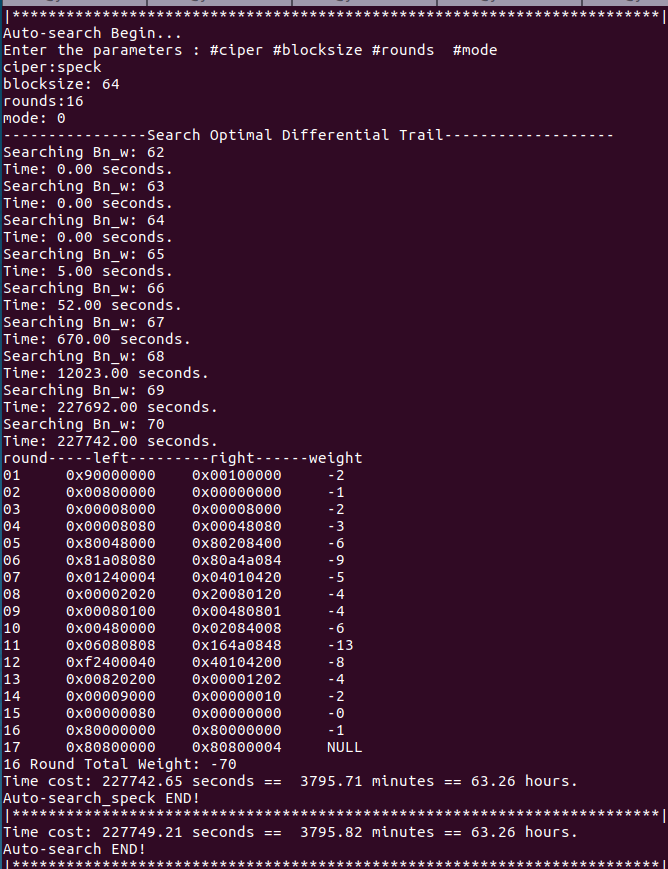 |************************************************************************|
Auto-search Begin...
Enter the parameters : #ciper #blocksize #rounds  #mode
ciper:speck
blocksize: 64
rounds:16
mode: 0
----------------Search Optimal Differential Trail-------------------
Searching Bn_w: 62
Time: 0.00 seconds.
Searching Bn_w: 63
Time: 0.00 seconds.
Searching Bn_w: 64
Time: 0.00 seconds.
Searching Bn_w: 65
Time: 5.00 seconds.
Searching Bn_w: 66
Time: 52.00 seconds.
Searching Bn_w: 67
Time: 670.00 seconds.
Searching Bn_w: 68
Time: 12023.00 seconds.
Searching Bn_w: 69
Time: 227692.00 seconds.
Searching Bn_w: 70
Time: 227742.00 seconds.
round-----left---------right------weight
01     0x90000000    0x00100000     -2
02     0x00800000    0x00000000     -1
03     0x00008000    0x00008000     -2
04     0x00008080    0x00048080     -3
05     0x80048000    0x80208400     -6
06     0x81a08080    0x80a4a084     -9
07     0x01240004    0x04010420     -5
08     0x00002020    0x20080120     -4
09     0x00080100    0x00480801     -4
10     0x00480000    0x02084008     -6
11     0x06080808    0x164a0848     -13
12     0xf2400040    0x40104200     -8
13     0x00820200    0x00001202     -4
14     0x00009000    0x00000010     -2
15     0x00000080    0x00000000     -0
16     0x80000000    0x80000000     -1
17     0x80800000    0x80800004     NULL
16 Round Total Weight: -70
Time cost: 227742.65 seconds ==  3795.71 minutes == 63.26 hours.
Auto-search_speck END!
|************************************************************************|
Time cost: 227749.21 seconds ==  3795.82 minutes == 63.26 hours.
Auto-search END!
|************************************************************************|